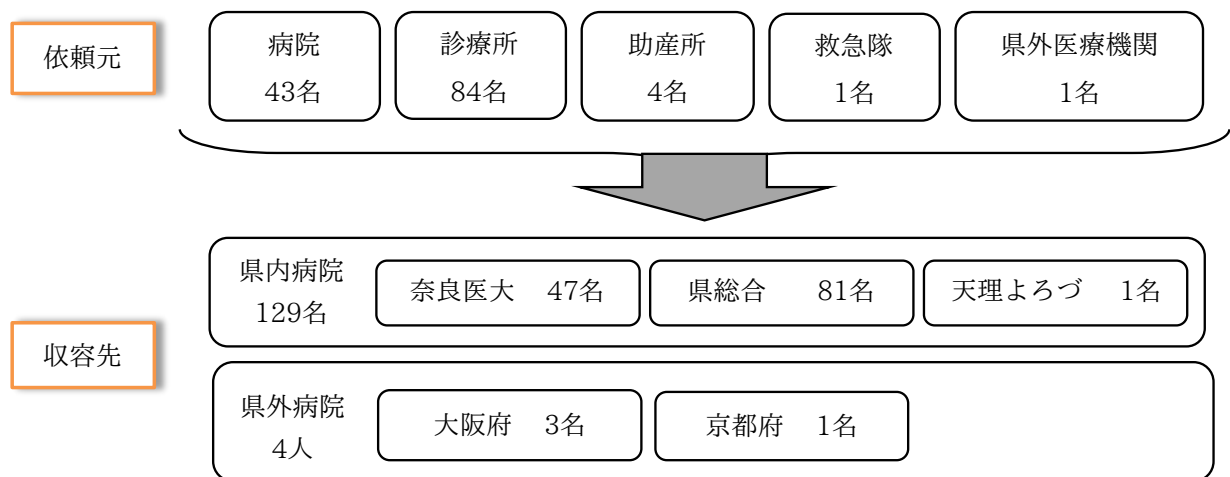 依頼元
病院
43名
診療所
84名
助産所
4名
救急隊
1名
県外医療機関
1名
収容先
県内病院
129名
奈良医大 47名
県総合 81名
天理よろづ 1名
県外病院
4人
大阪府 3名
京都府 1名